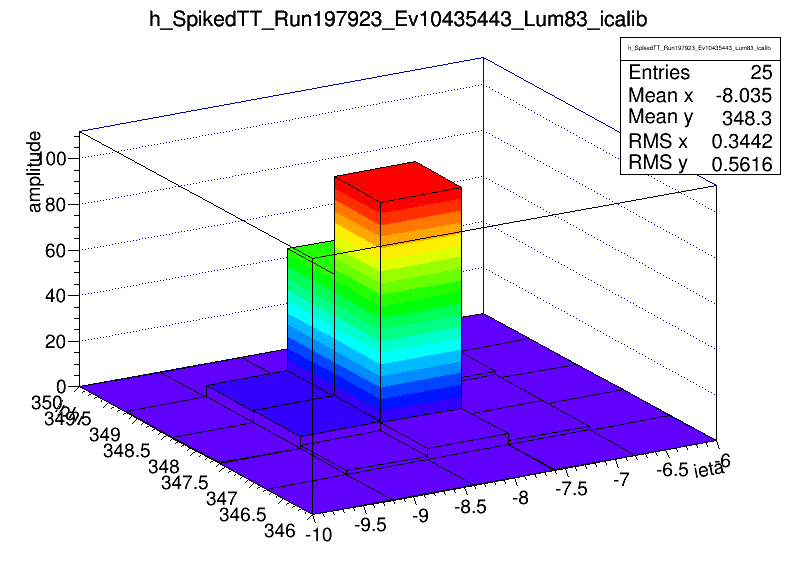 h_SpikedTT_Run197923_Ev10435443_Lum83_icalib
h_SpikedTT_Run197923_Ev10435443_Lum83_icalib
Entries 25
Mean x -8.035
Mean y 348.3
RMS x 0.3442
RMS y 0.5616
amplitude
100
80
60
40
20
0
350
349.5
349
348.5
348
347.5
347
346.5
346
-10
-9.5
-9
-8.5
-8
-7.5
-7
-6.5
-6
ieta